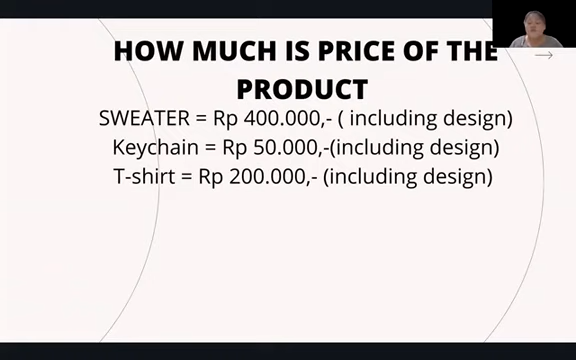 HOW MUCH IS PRICE OF THE
PRODUCT
SWEATER = Rp 400.000,- ( including design)
Keychain = Rp 50.000,-(including design)
T-shirt = Rp 200.000,- (including design)